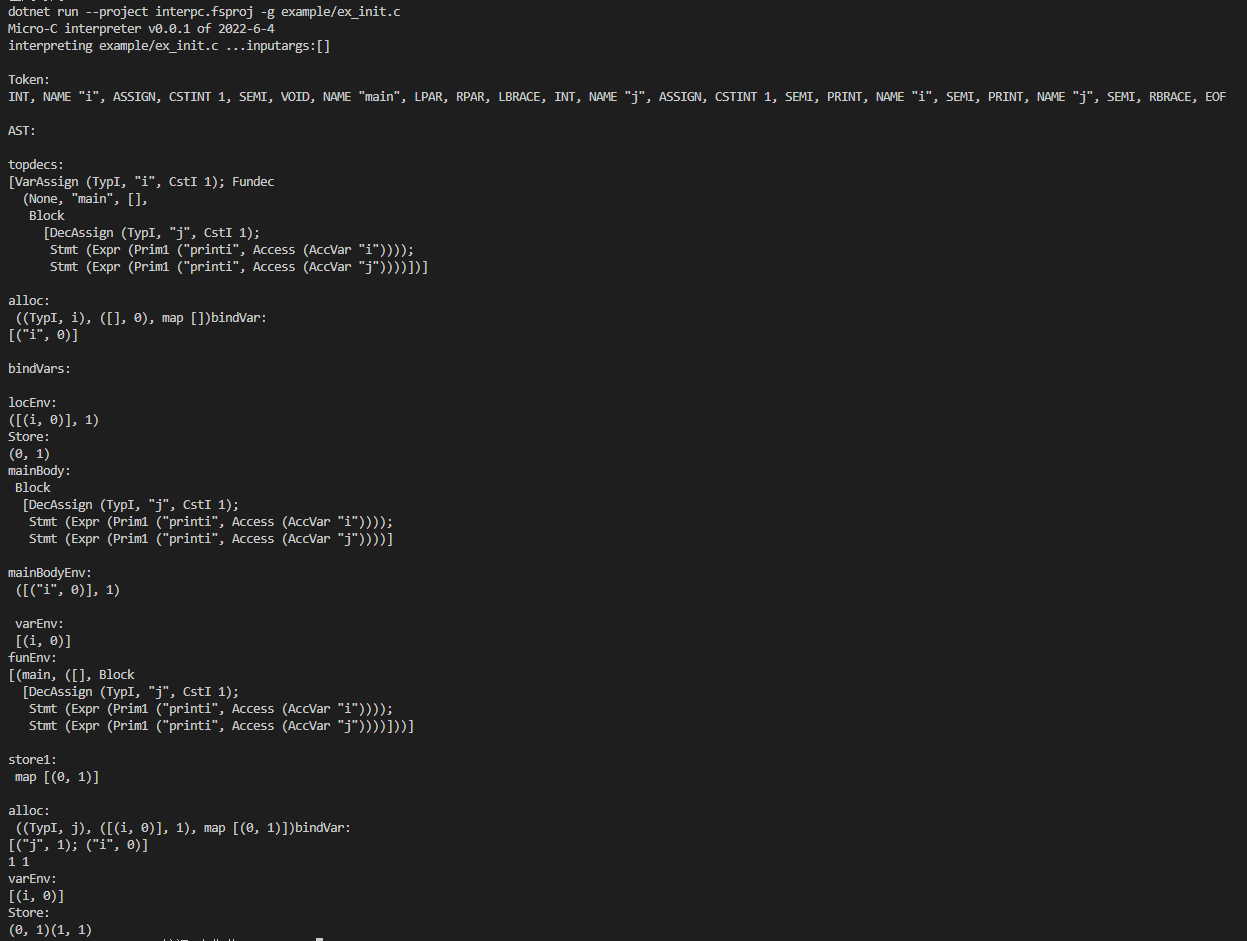 dotnet run --project interpc.fsproj -g example/ex_init.c
Micro-C interpreter v0.0.1 of 2022-6-4
interpreting example/ex_init.c ...inputargs:[]
Token:
INT, NAME "i", ASSIGN, CSTINT 1, SEMI, VOID, NAME "main", LPAR, RPAR, LBRACE, INT, NAME "j", ASSIGN, CSTINT 1, SEMI, PRINT, NAME "i", SEMI, PRINT, NAME "j", SEMI, RBRACE, EOF
AST:
topdecs:
[VarAssign (TypI, "i", CstI 1); Fundec
  (None, "main", [],
   Block
     [DecAssign (TypI, "j", CstI 1);
      Stmt (Expr (Prim1 ("printi", Access (AccVar "i"))));
      Stmt (Expr (Prim1 ("printi", Access (AccVar "j"))))])]
alloc:
 ((TypI, i), ([], 0), map [])bindVar:
[("i", 0)]
bindVars:
locEnv:
([(i, 0)], 1)
Store:
(0, 1)
mainBody:
 Block
  [DecAssign (TypI, "j", CstI 1);
   Stmt (Expr (Prim1 ("printi", Access (AccVar "i"))));
   Stmt (Expr (Prim1 ("printi", Access (AccVar "j"))))]
mainBodyEnv:
 ([("i", 0)], 1)
 varEnv:
 [(i, 0)]
funEnv:
[(main, ([], Block
  [DecAssign (TypI, "j", CstI 1);
   Stmt (Expr (Prim1 ("printi", Access (AccVar "i"))));
   Stmt (Expr (Prim1 ("printi", Access (AccVar "j"))))]))]
store1:
 map [(0, 1)]
alloc:
 ((TypI, j), ([(i, 0)], 1), map [(0, 1)])bindVar:
[("j", 1); ("i", 0)]
1 1
varEnv:
[(i, 0)]
Store:
(0, 1)(1, 1)